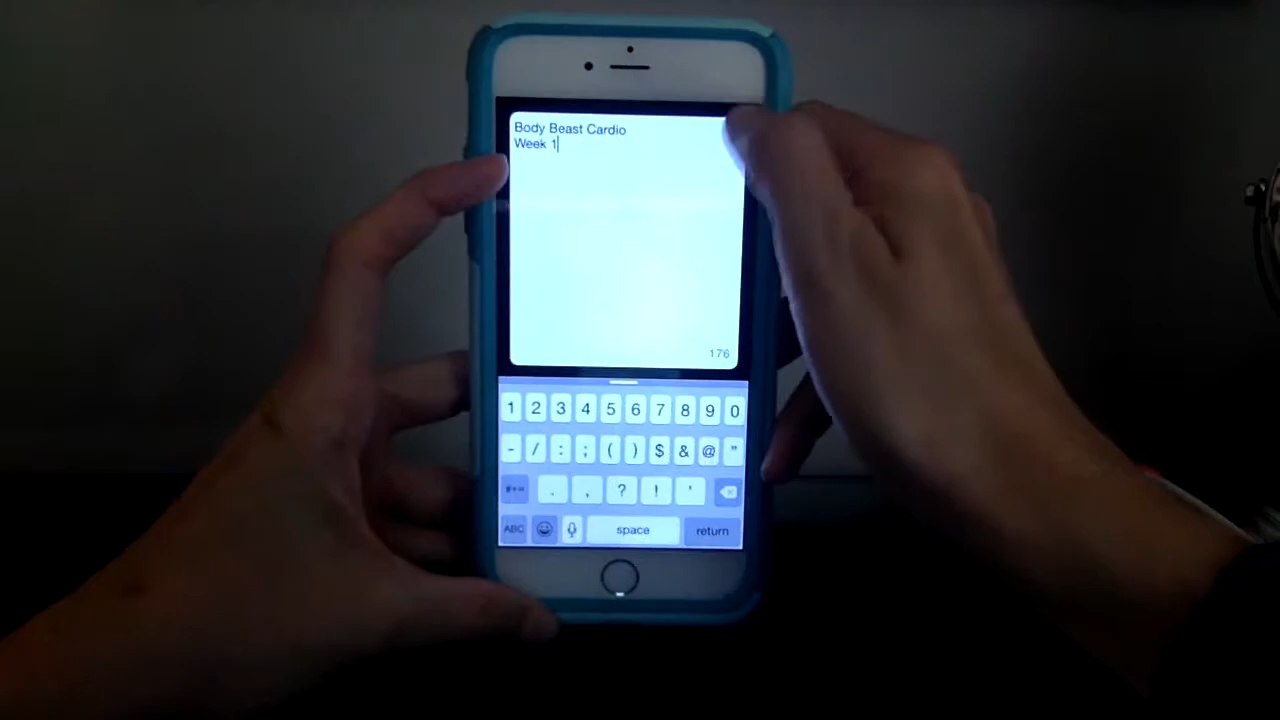 Body Beast Cardio
Week 1
176
1 2 3 4 5 6 7 8 9 0
- / : ; ( ) $ & @ "
#+= . , ? ! '
ABC space return